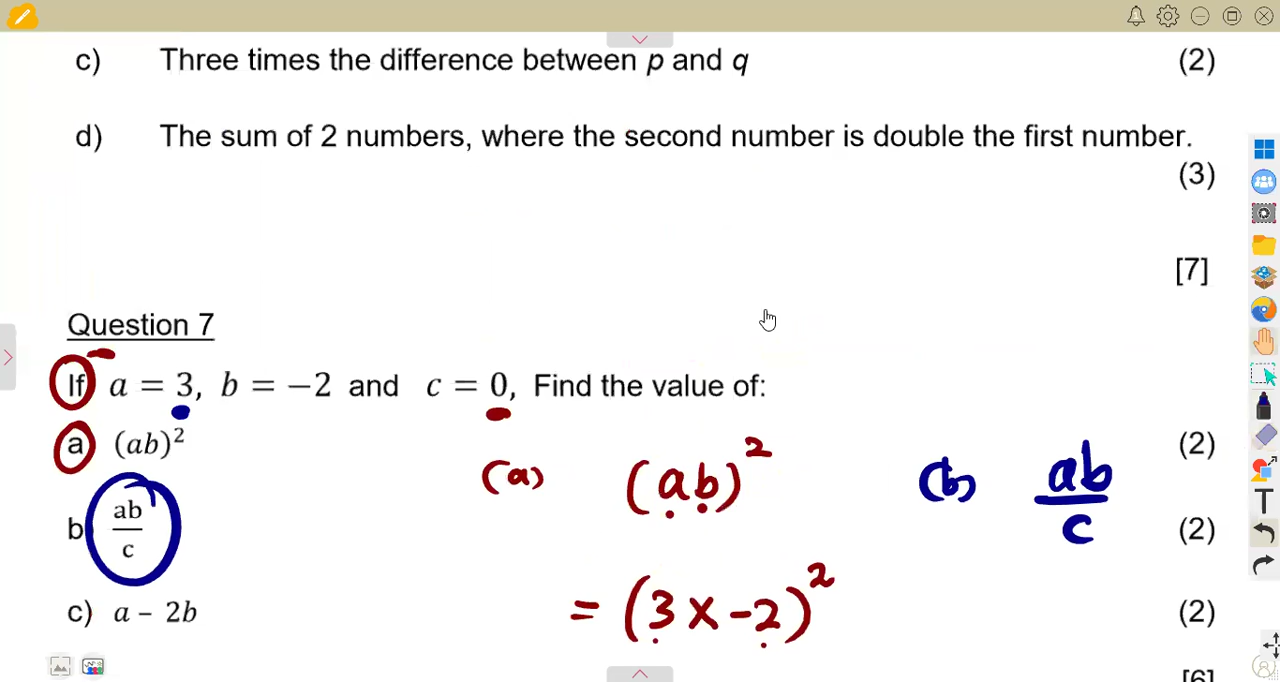 c) Three times the difference between p and q (2)
d) The sum of 2 numbers, where the second number is double the first number.
(3)
[7]
Question 7
If a = 3, b = −2 and c = 0, Find the value of:
a (ab)² (2)
b ab/c (2)
c) a – 2b (2)
[6]
(a) (ab)²
= (3 x -2)²
(b) ab/c